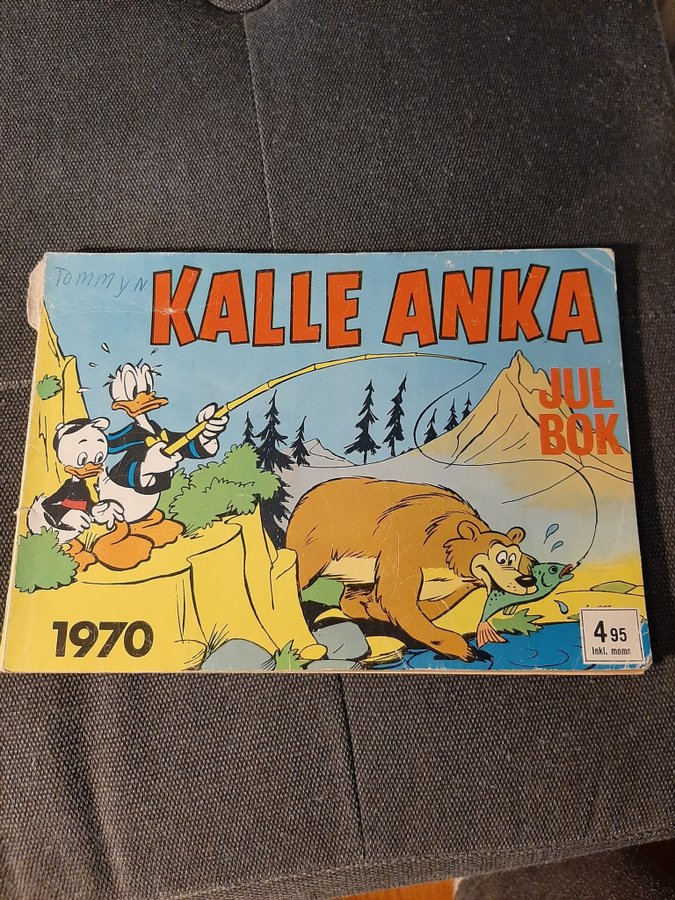 Tommy N
KALLE ANKA
JUL
BOK
1970
4 95
Inkl. moms